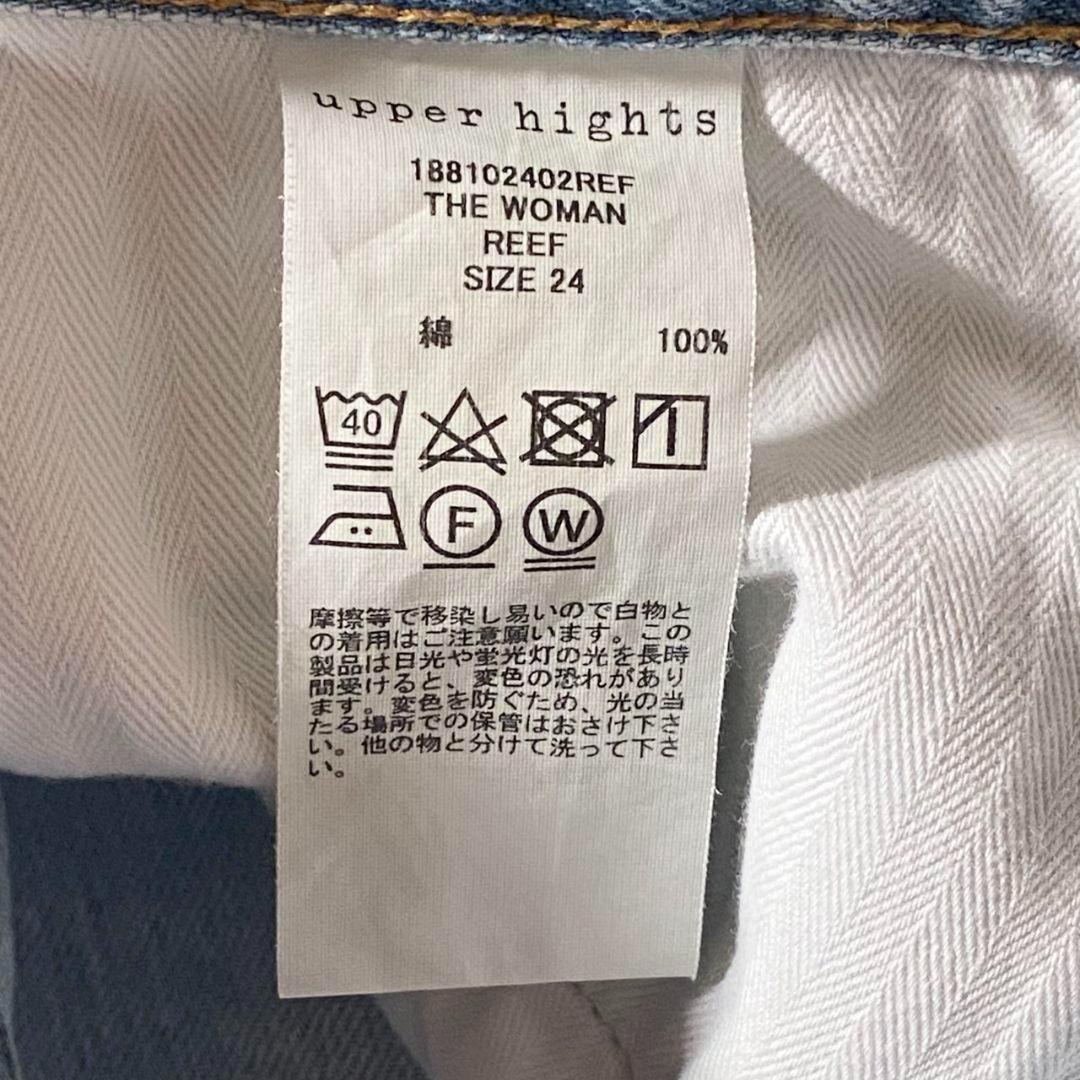 upper hights
188102402REF
THE WOMAN
REEF
SIZE 24
綿 100%
40
F W
摩擦等で移染し易いので白物と
の着用はご注意願います。この
製品は日光や蛍光灯の光を長時
間受けると、変色の恐れがあり
ます。変色を防ぐため、光の当
たる場所での保管はおさけ下さ
い。他の物と分けて洗って下さ
い。